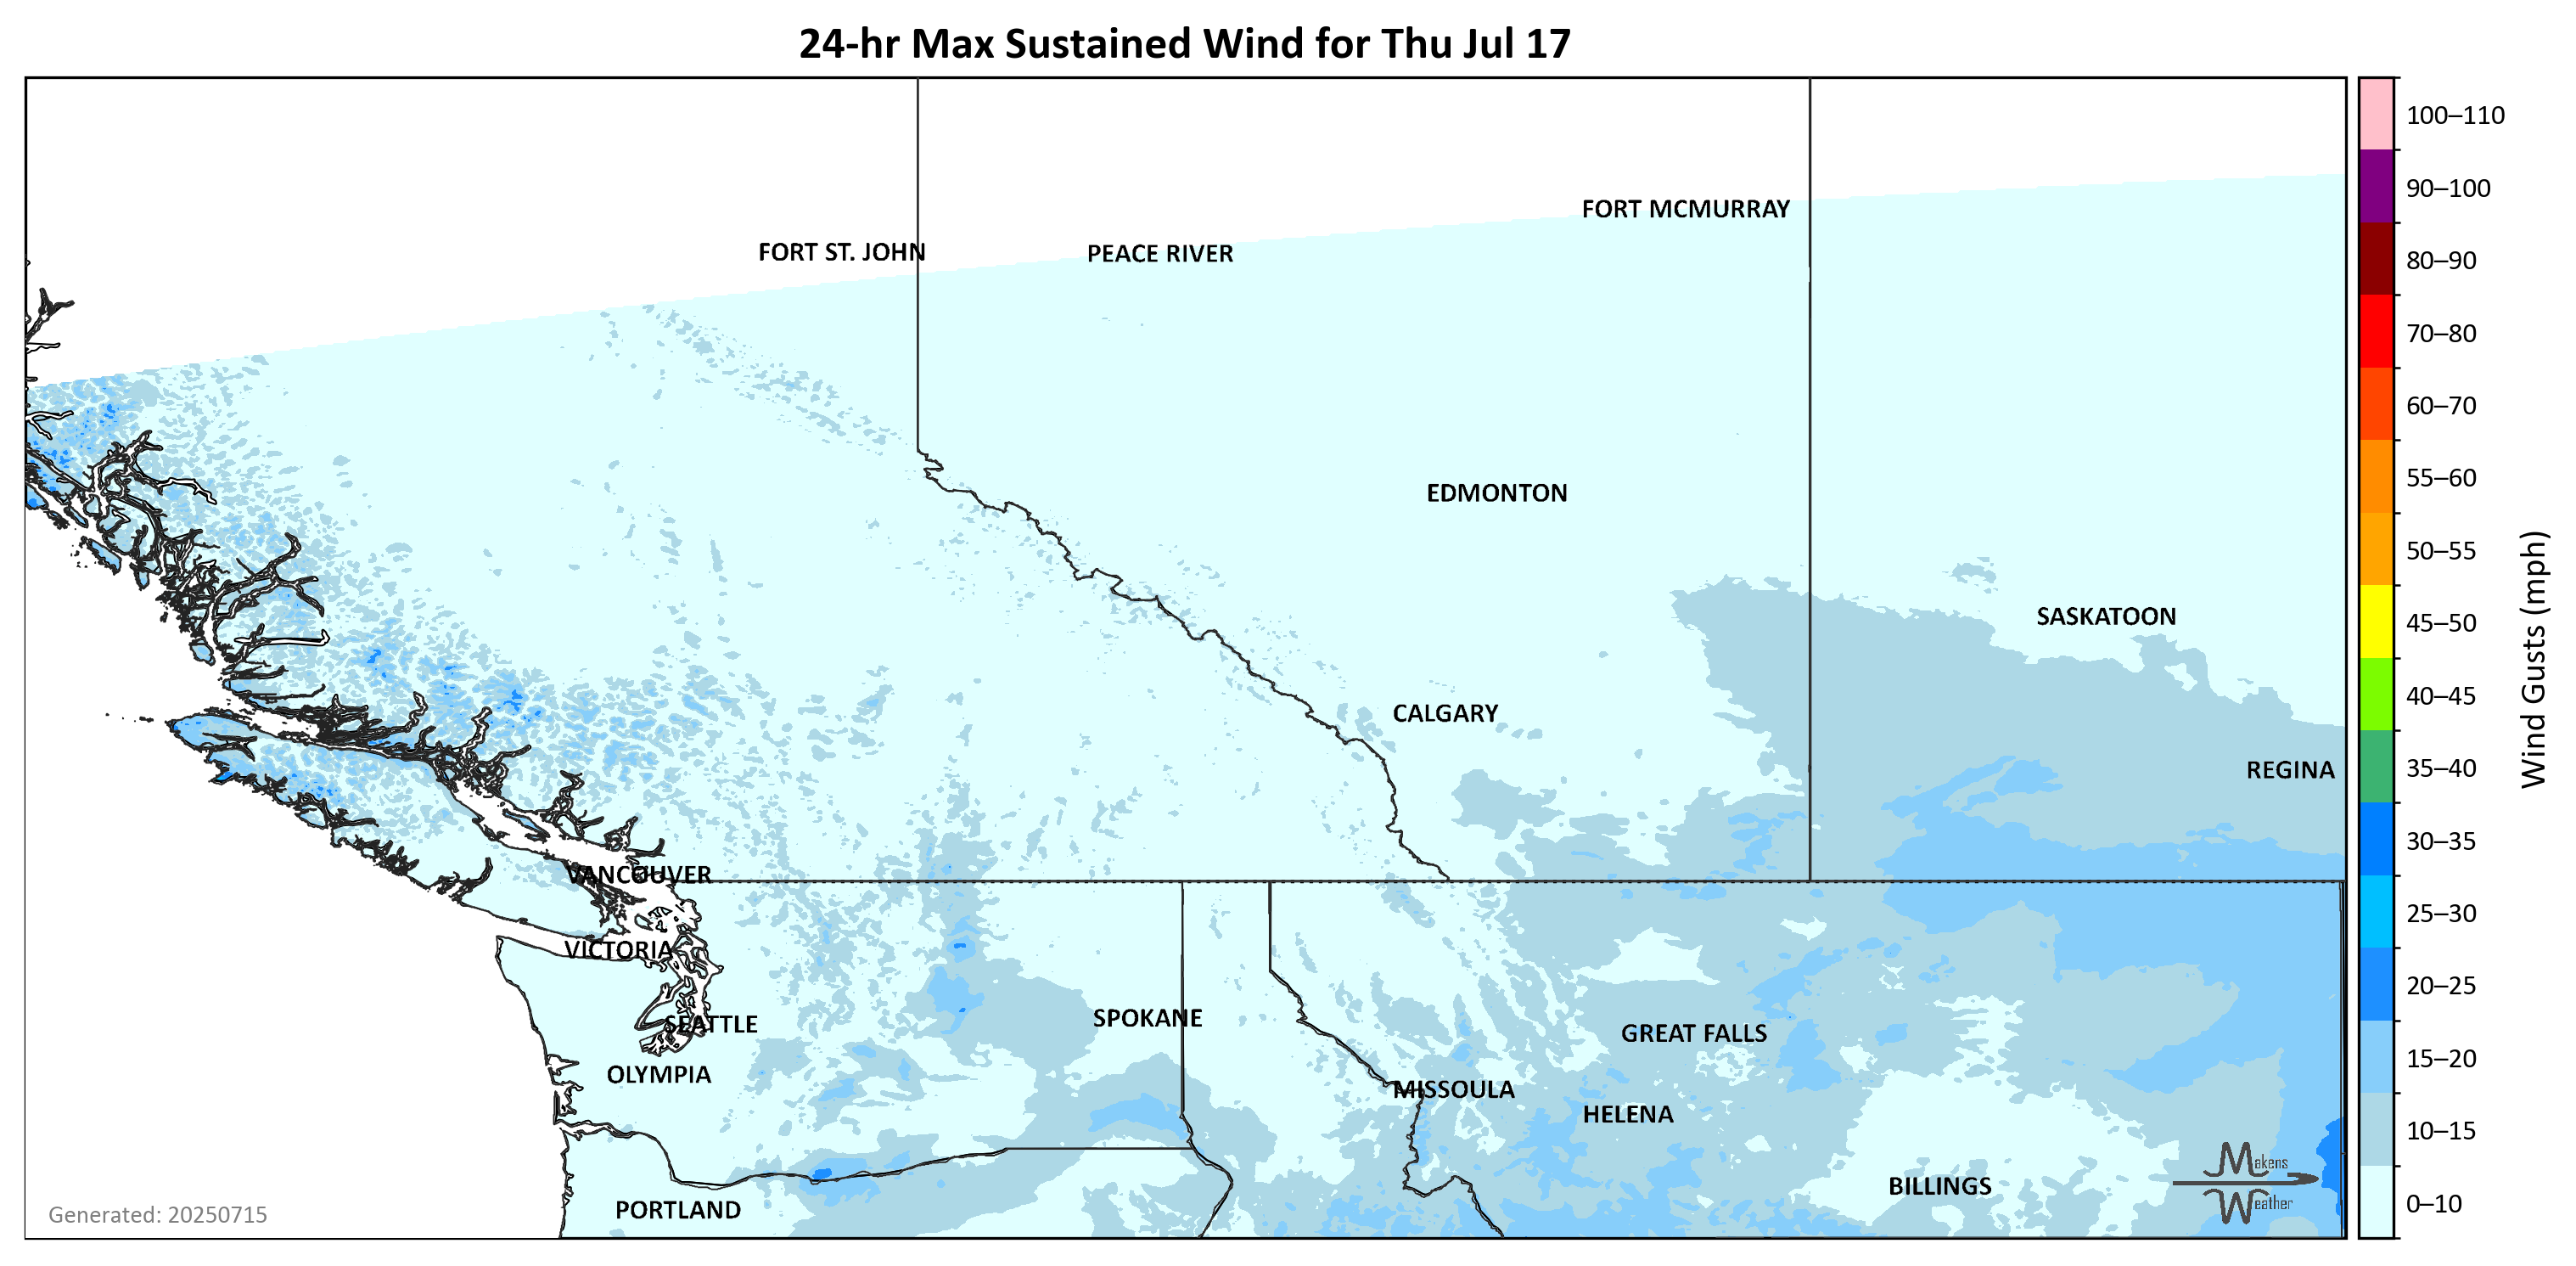 24-hr Max Sustained Wind for Thu Jul 17
100–110
90–100
80–90
70–80
60–70
55–60
50–55
45–50
40–45
35–40
30–35
25–30
20–25
15–20
10–15
0–10
Wind Gusts (mph)
FORT MCMURRAY
FORT ST. JOHN
PEACE RIVER
EDMONTON
SASKATOON
CALGARY
REGINA
VANCOUVER
VICTORIA
SEATTLE
SPOKANE
GREAT FALLS
OLYMPIA
MISSOULA
HELENA
BILLINGS
PORTLAND
Makens
Weather
Generated: 20250715